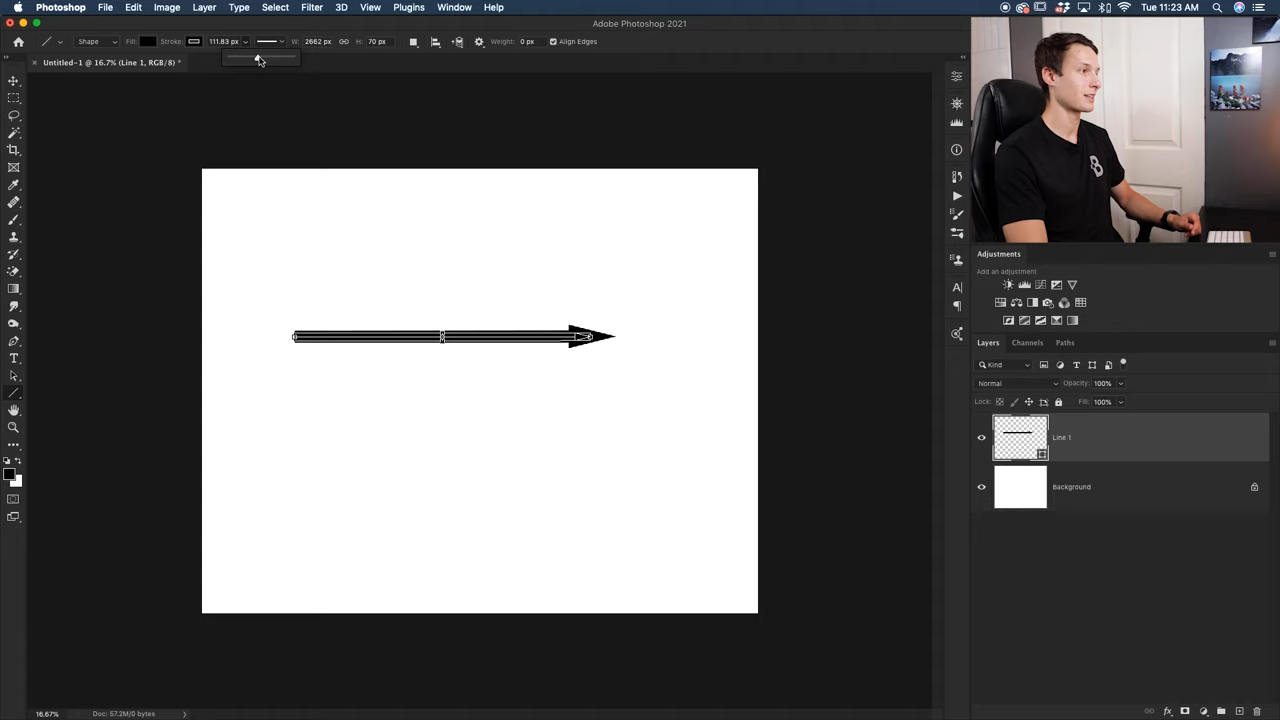 Photoshop File Edit Image Layer Type Select Filter 3D View Plugins Window Help
Tue 11:23 AM
Adobe Photoshop 2021
Shape Fill: Stroke: 111.83 px W: 2662 px H: 70 px Weight: 0 px Align Edges
Untitled-1 @ 16.7% (Line 1, RGB/8) *
Adjustments
Add an adjustment
Layers Channels Paths
Kind
Normal Opacity: 100%
Lock: Fill: 100%
Line 1
Background
16.67% Doc: 57.2M/0 bytes